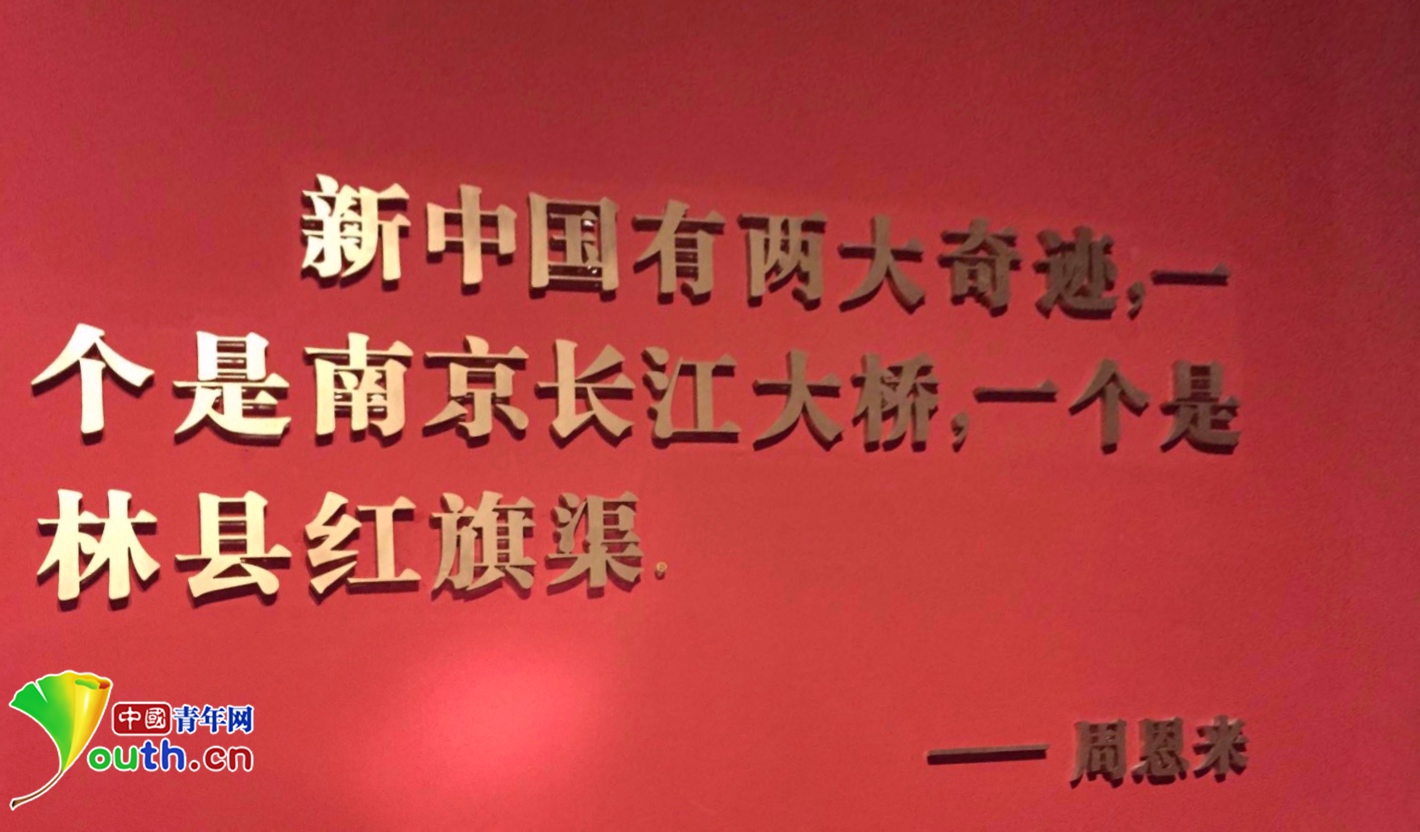 新中国有两大奇迹,一
个是南京长江大桥,一个是
林县红旗渠.
—— 周恩来
中國青年网
Youth.cn